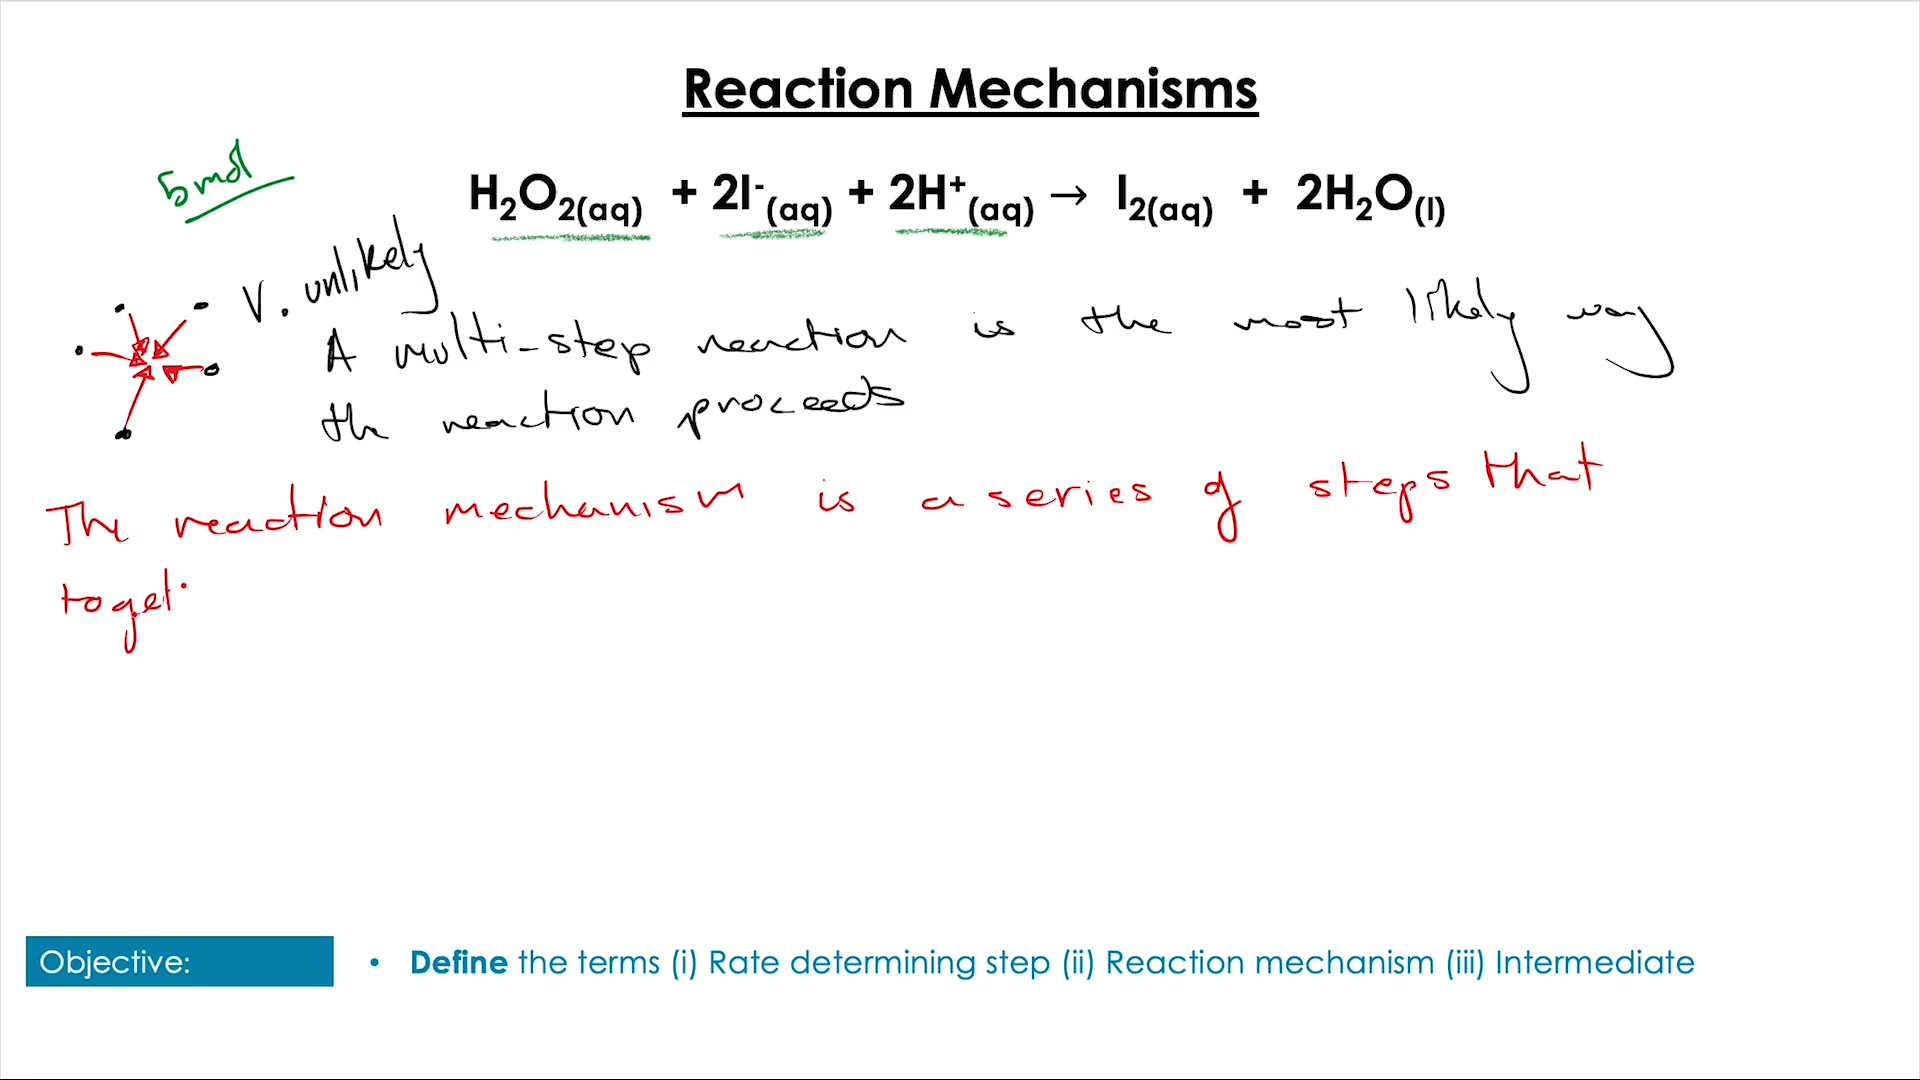 Reaction Mechanisms
5 mol
H₂O₂(aq) + 2I⁻(aq) + 2H⁺(aq) → I₂(aq) + 2H₂O(l)
V. unlikely
A multi-step reaction is the most likely way
the reaction proceeds
The reaction mechanism is a series of steps that
toget
Objective:
• Define the terms (i) Rate determining step (ii) Reaction mechanism (iii) Intermediate